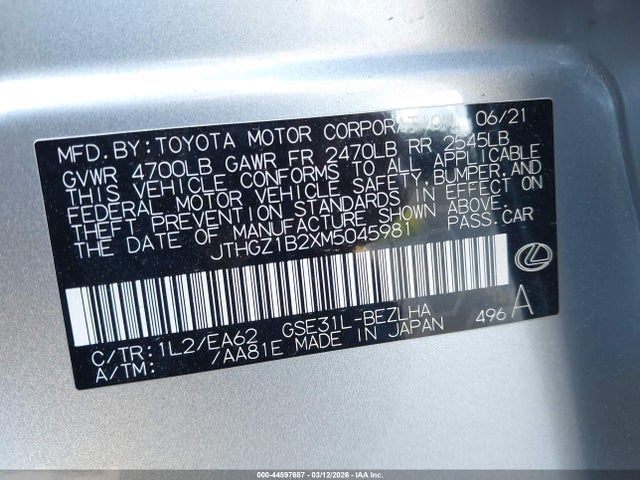 MFD.BY: TOYOTA MOTOR CORPORATION 06/21
GVWR 4700LB GAWR FR 2470LB RR 2545LB
THIS VEHICLE CONFORMS TO ALL APPLICABLE
FEDERAL MOTOR VEHICLE SAFETY, BUMPER, AND
THEFT PREVENTION STANDARDS IN EFFECT ON
THE DATE OF MANUFACTURE SHOWN ABOVE.
JTHGZ1B2XM5045981 PASS.CAR
C/TR: 1L2/EA62 GSE31L-BEZLHA 496 A
A/TM: /AA81E MADE IN JAPAN
000-44597687 - 03/12/2026 - IAA Inc.